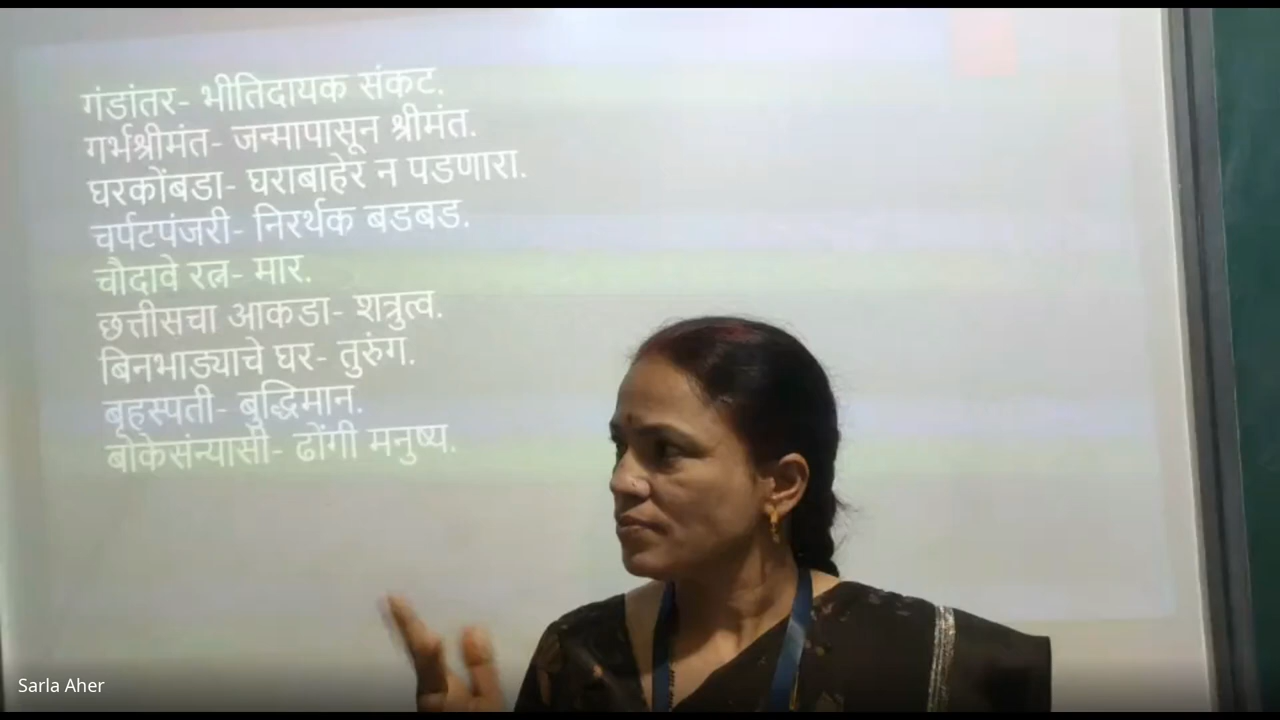 गंडांतर- भीतिदायक संकट.
गर्भश्रीमंत- जन्मापासून श्रीमंत.
घरकोंबडा- घराबाहेर न पडणारा.
चर्पटपंजरी- निरर्थक बडबड.
चौदावे रत्न- मार.
छत्तीसचा आकडा- शत्रुत्व.
बिनभाड्याचे घर- तुरुंग.
बृहस्पती- बुद्धिमान.
बोकेसंन्यासी- ढोंगी मनुष्य.
Sarla Aher